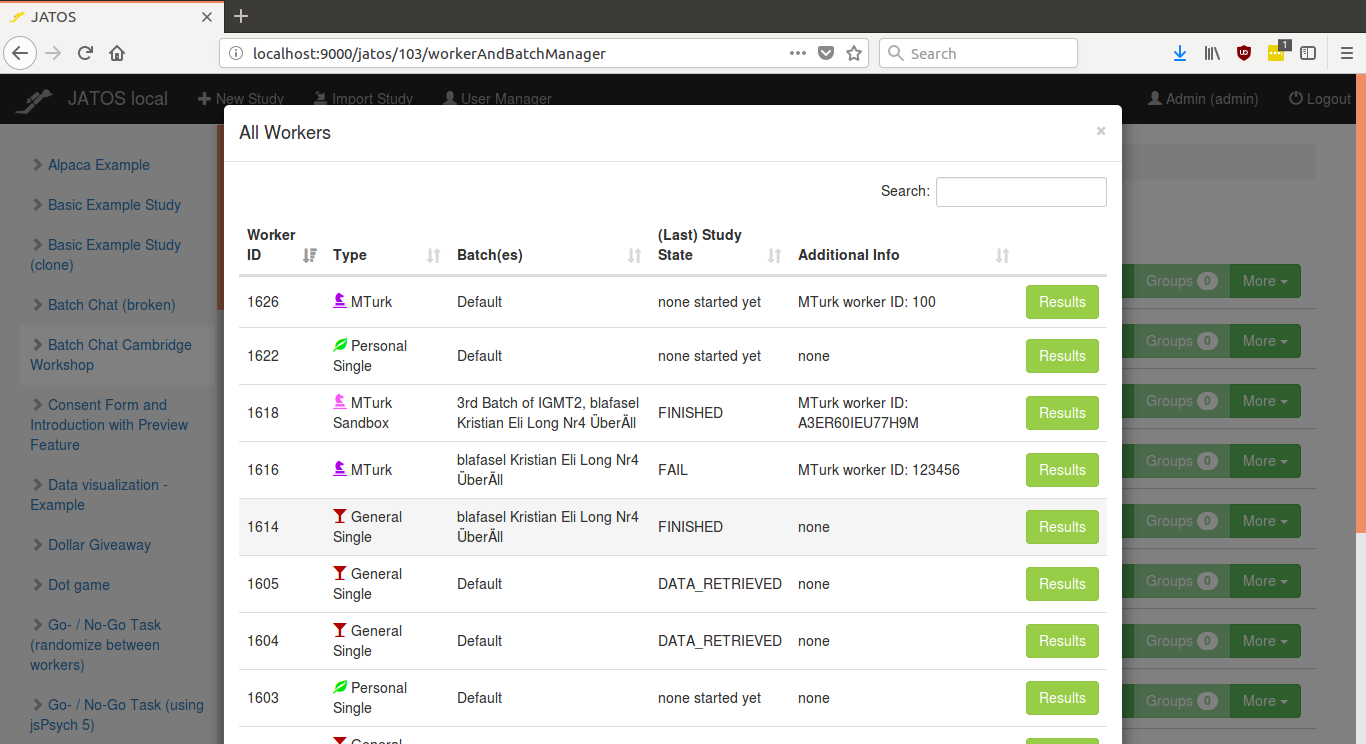 JATOS
localhost:9000/jatos/103/workerAndBatchManager
Search
1
JATOS local
New Study
Import Study
User Manager
Admin (admin)
Logout
Alpaca Example
Basic Example Study
Basic Example Study
(clone)
Batch Chat (broken)
Batch Chat Cambridge
Workshop
Consent Form and
Introduction with Preview
Feature
Data visualization -
Example
Dollar Giveaway
Dot game
Go- / No-Go Task
(randomize between
workers)
Go- / No-Go Task (using
jsPsych 5)
All Workers
×
Search:
Worker
ID
Type
Batch(es)
(Last) Study
State
Additional Info
1626
MTurk
Default
none started yet
MTurk worker ID: 100
Results
1622
Personal
Single
Default
none started yet
none
Results
1618
MTurk
Sandbox
3rd Batch of IGMT2, blafasel
Kristian Eli Long Nr4 ÜberÄll
FINISHED
MTurk worker ID:
A3ER60IEU77H9M
Results
1616
MTurk
blafasel Kristian Eli Long Nr4
ÜberÄll
FAIL
MTurk worker ID: 123456
Results
1614
General
Single
blafasel Kristian Eli Long Nr4
ÜberÄll
FINISHED
none
Results
1605
General
Single
Default
DATA_RETRIEVED
none
Results
1604
General
Single
Default
DATA_RETRIEVED
none
Results
1603
Personal
Single
Default
none started yet
none
Results
Groups 0 More
Groups 0 More
Groups 0 More
Groups 0 More
Groups 0 More
Groups 0 More
Groups 0 More
Groups 0 More